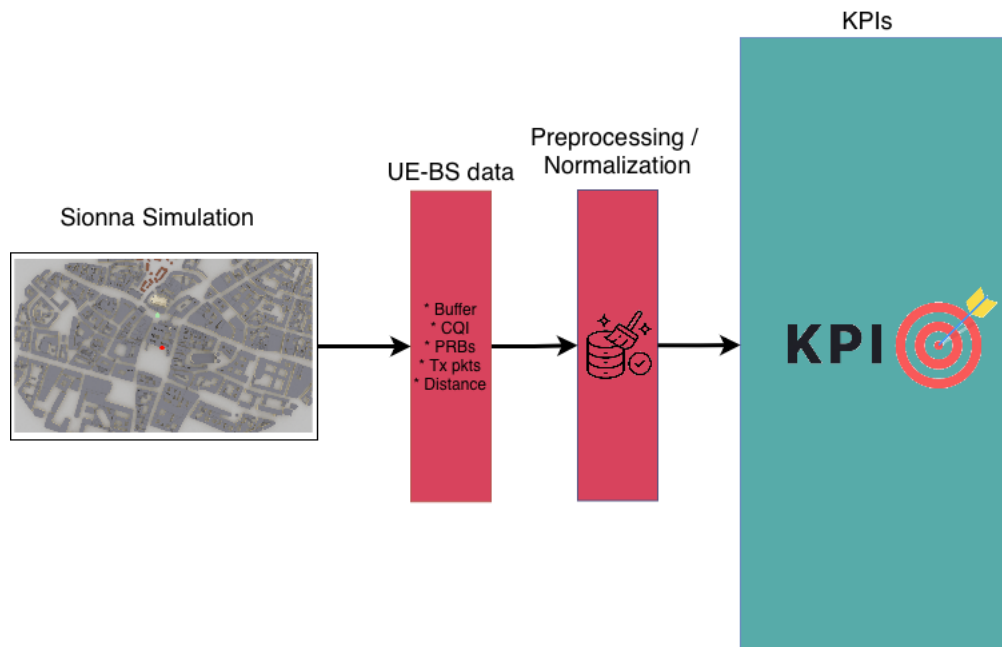 KPIs
Preprocessing /
Normalization
UE-BS data
Sionna Simulation
* Buffer
* CQI
* PRBs
* Tx pkts
* Distance
KPI